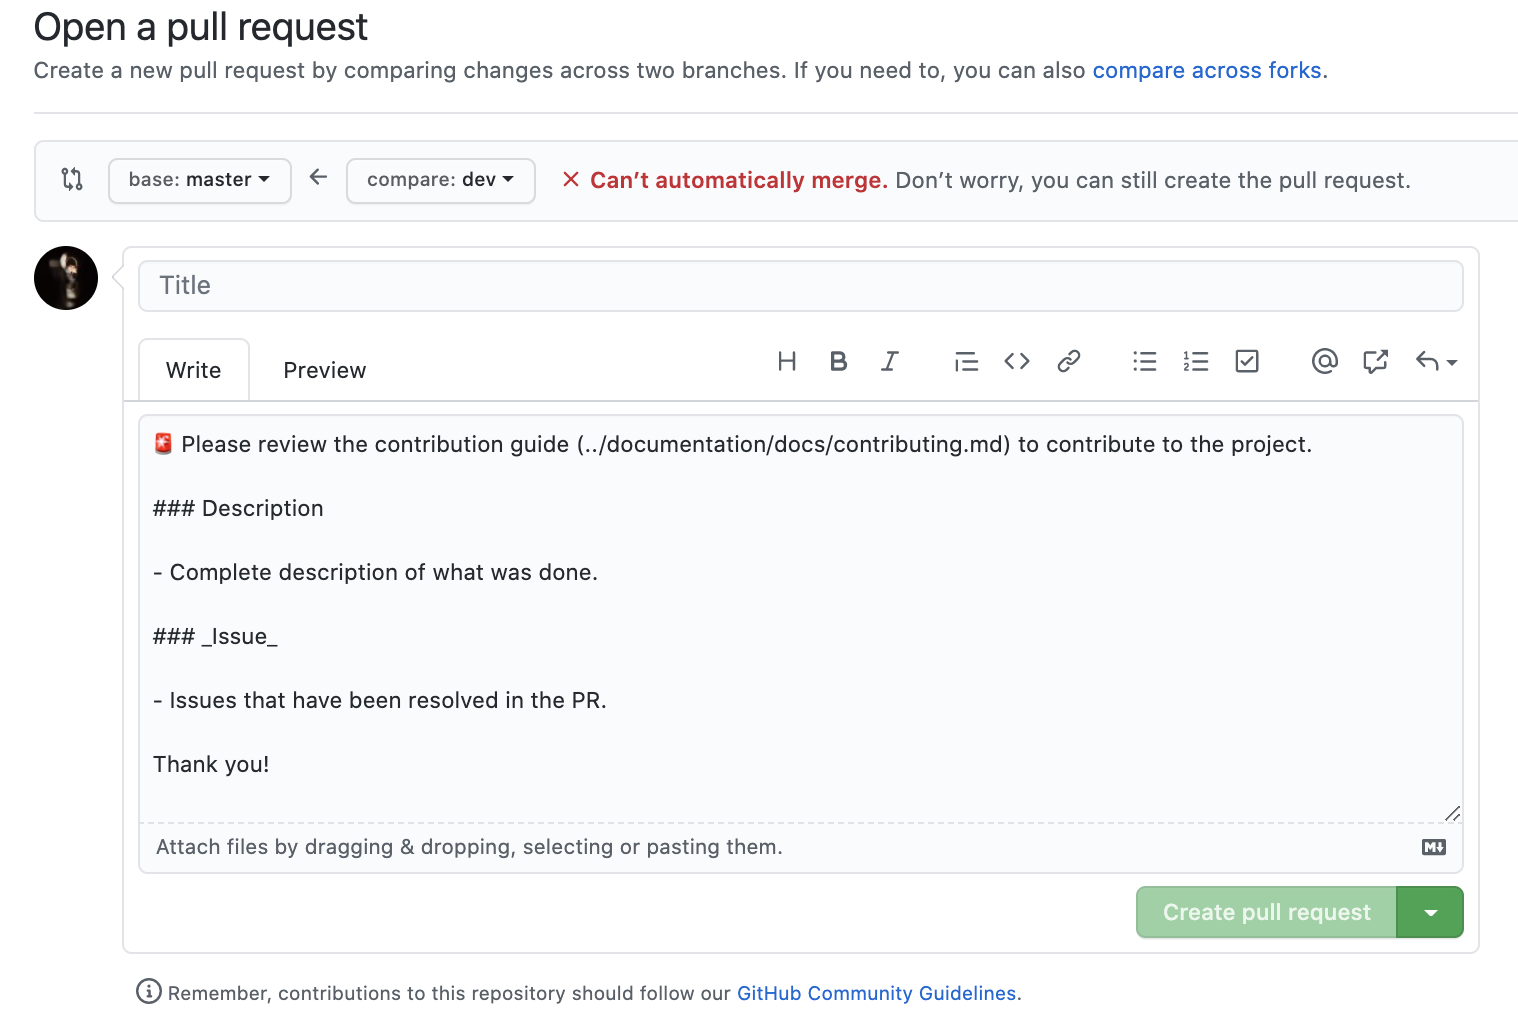 Open a pull request
Create a new pull request by comparing changes across two branches. If you need to, you can also compare across forks.
base: master compare: dev Can’t automatically merge. Don’t worry, you can still create the pull request.
Title
Write Preview
🚨 Please review the contribution guide (../documentation/docs/contributing.md) to contribute to the project.
### Description
- Complete description of what was done.
### _Issue_
- Issues that have been resolved in the PR.
Thank you!
Attach files by dragging & dropping, selecting or pasting them.
Create pull request
Remember, contributions to this repository should follow our GitHub Community Guidelines.